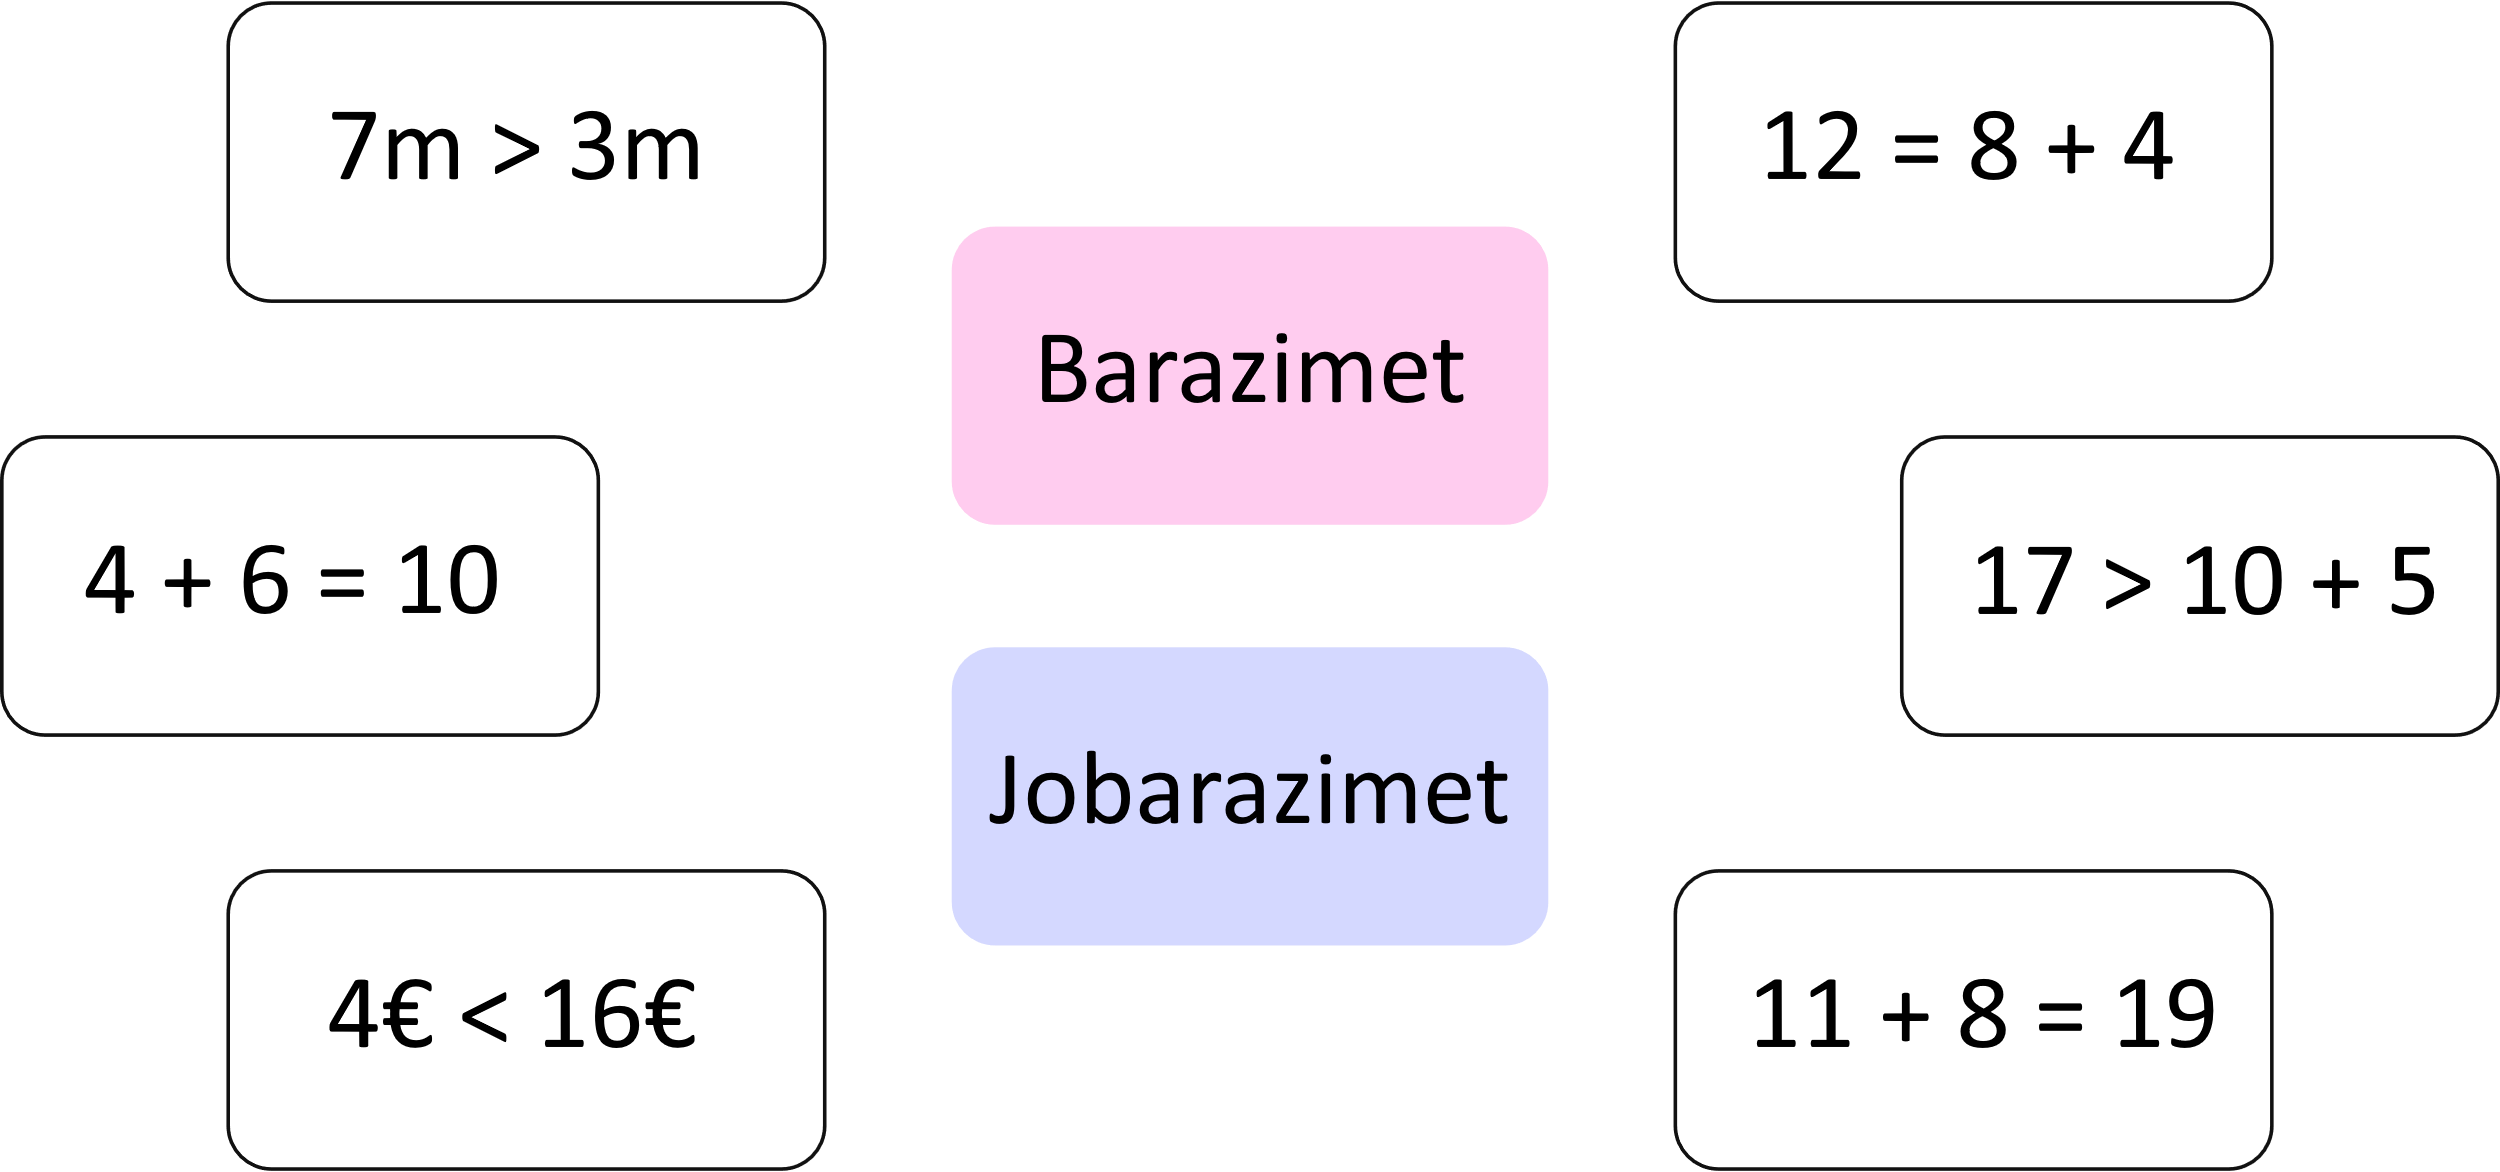 7m > 3m
12 = 8 + 4
Barazimet
4 + 6 = 10
17 > 10 + 5
Jobarazimet
4€ < 16€
11 + 8 = 19